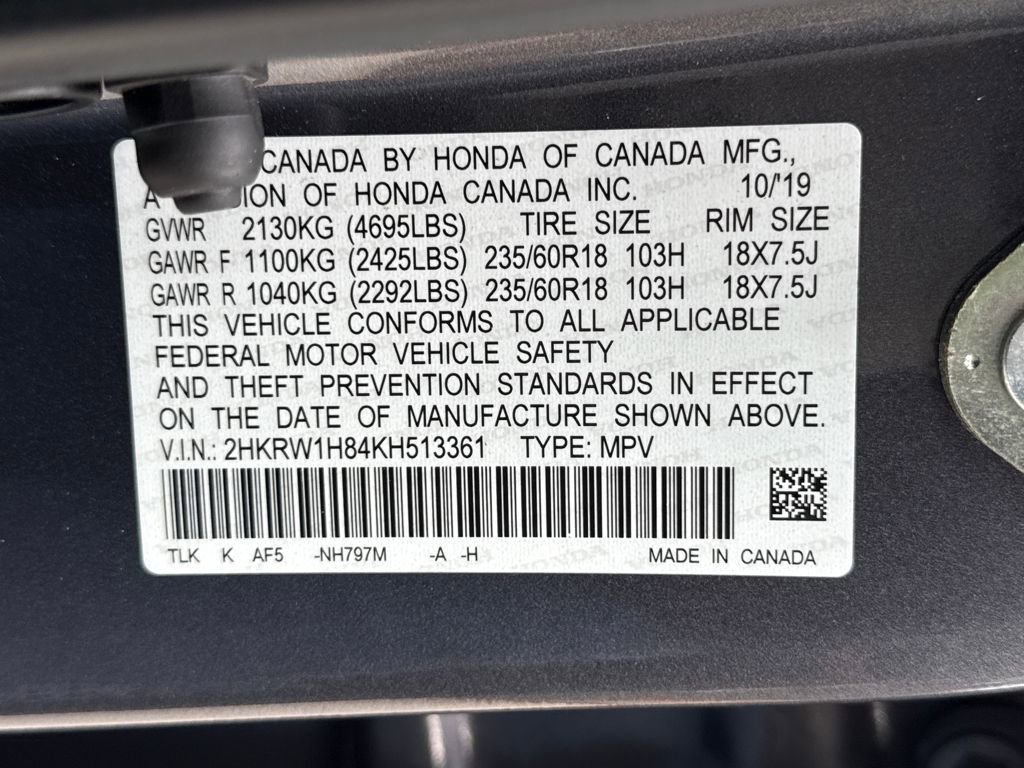 CANADA BY HONDA OF CANADA MFG.,
A ION OF HONDA CANADA INC. 10/'19
GVWR 2130KG (4695LBS) TIRE SIZE RIM SIZE
GAWR F 1100KG (2425LBS) 235/60R18 103H 18X7.5J
GAWR R 1040KG (2292LBS) 235/60R18 103H 18X7.5J
THIS VEHICLE CONFORMS TO ALL APPLICABLE
FEDERAL MOTOR VEHICLE SAFETY
AND THEFT PREVENTION STANDARDS IN EFFECT
ON THE DATE OF MANUFACTURE SHOWN ABOVE.
V.I.N.: 2HKRW1H84KH513361 TYPE: MPV
TLK K AF5 -NH797M -A -H MADE IN CANADA